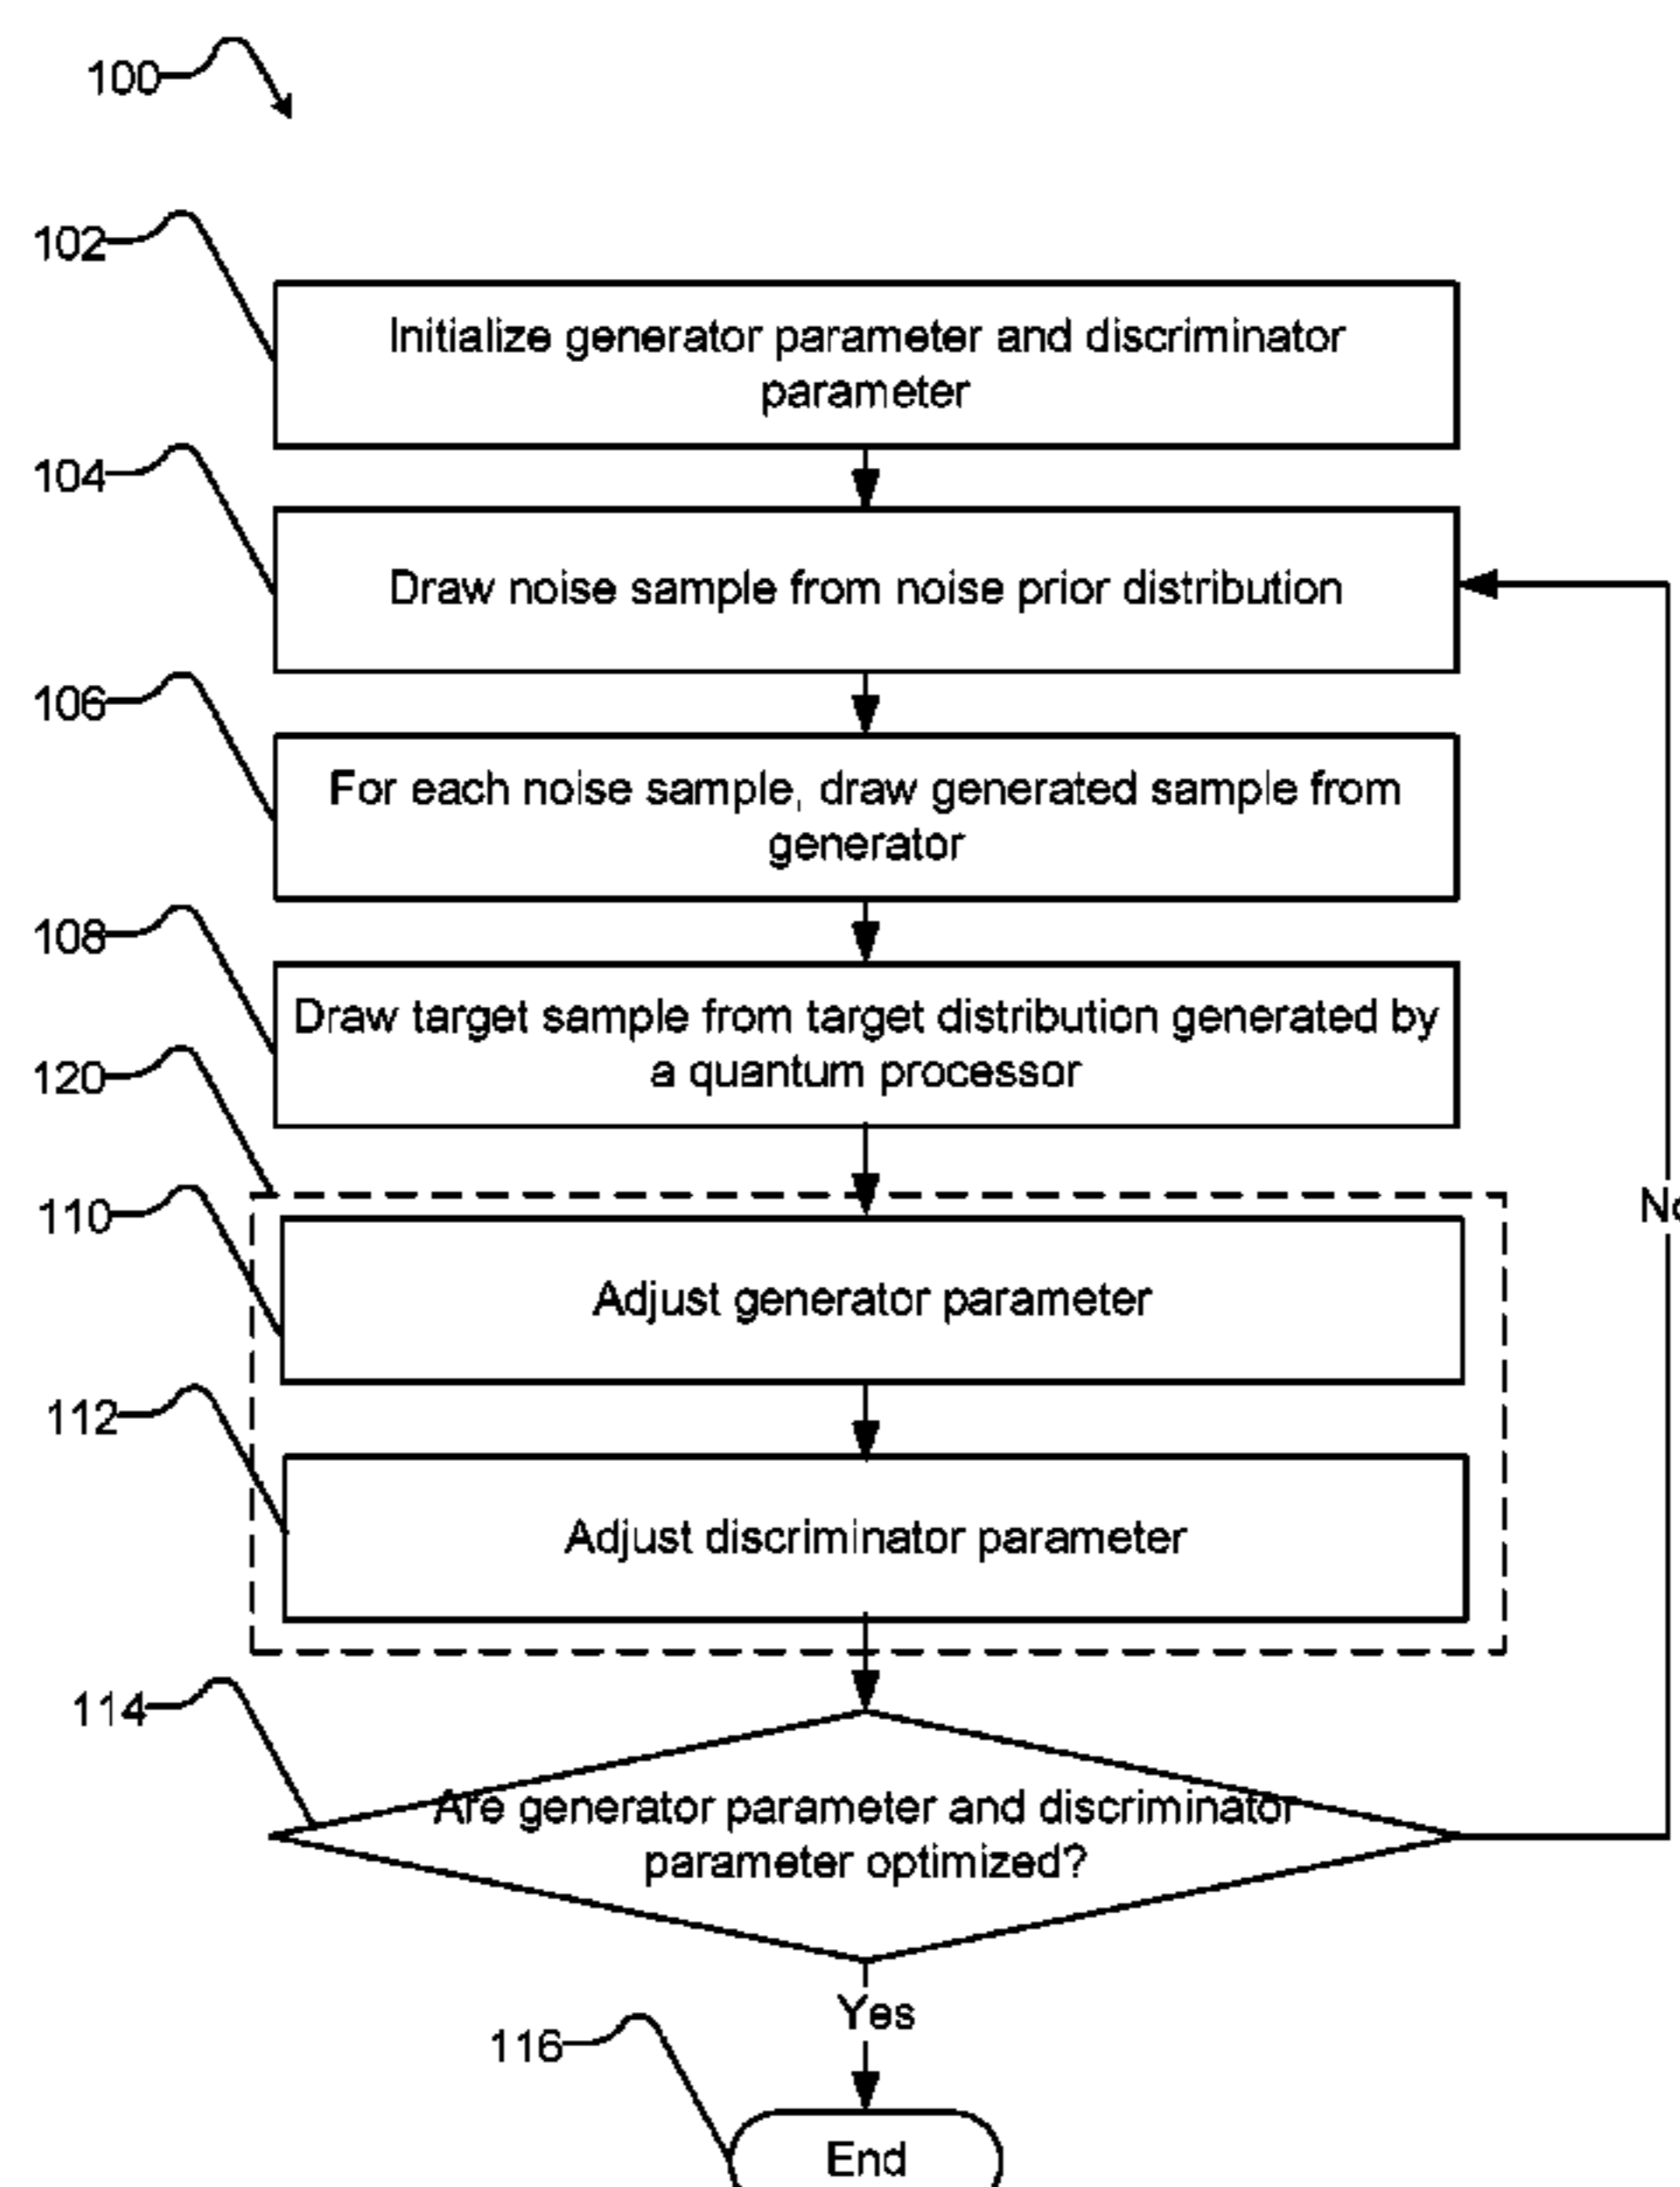 100
102
Initialize generator parameter and discriminator
parameter
104
Draw noise sample from noise prior distribution
106
For each noise sample, draw generated sample from
generator
108
Draw target sample from target distribution generated by
a quantum processor
120
110
Adjust generator parameter
No
112
Adjust discriminator parameter
114
Are generator parameter and discriminator
parameter optimized?
Yes
116
End